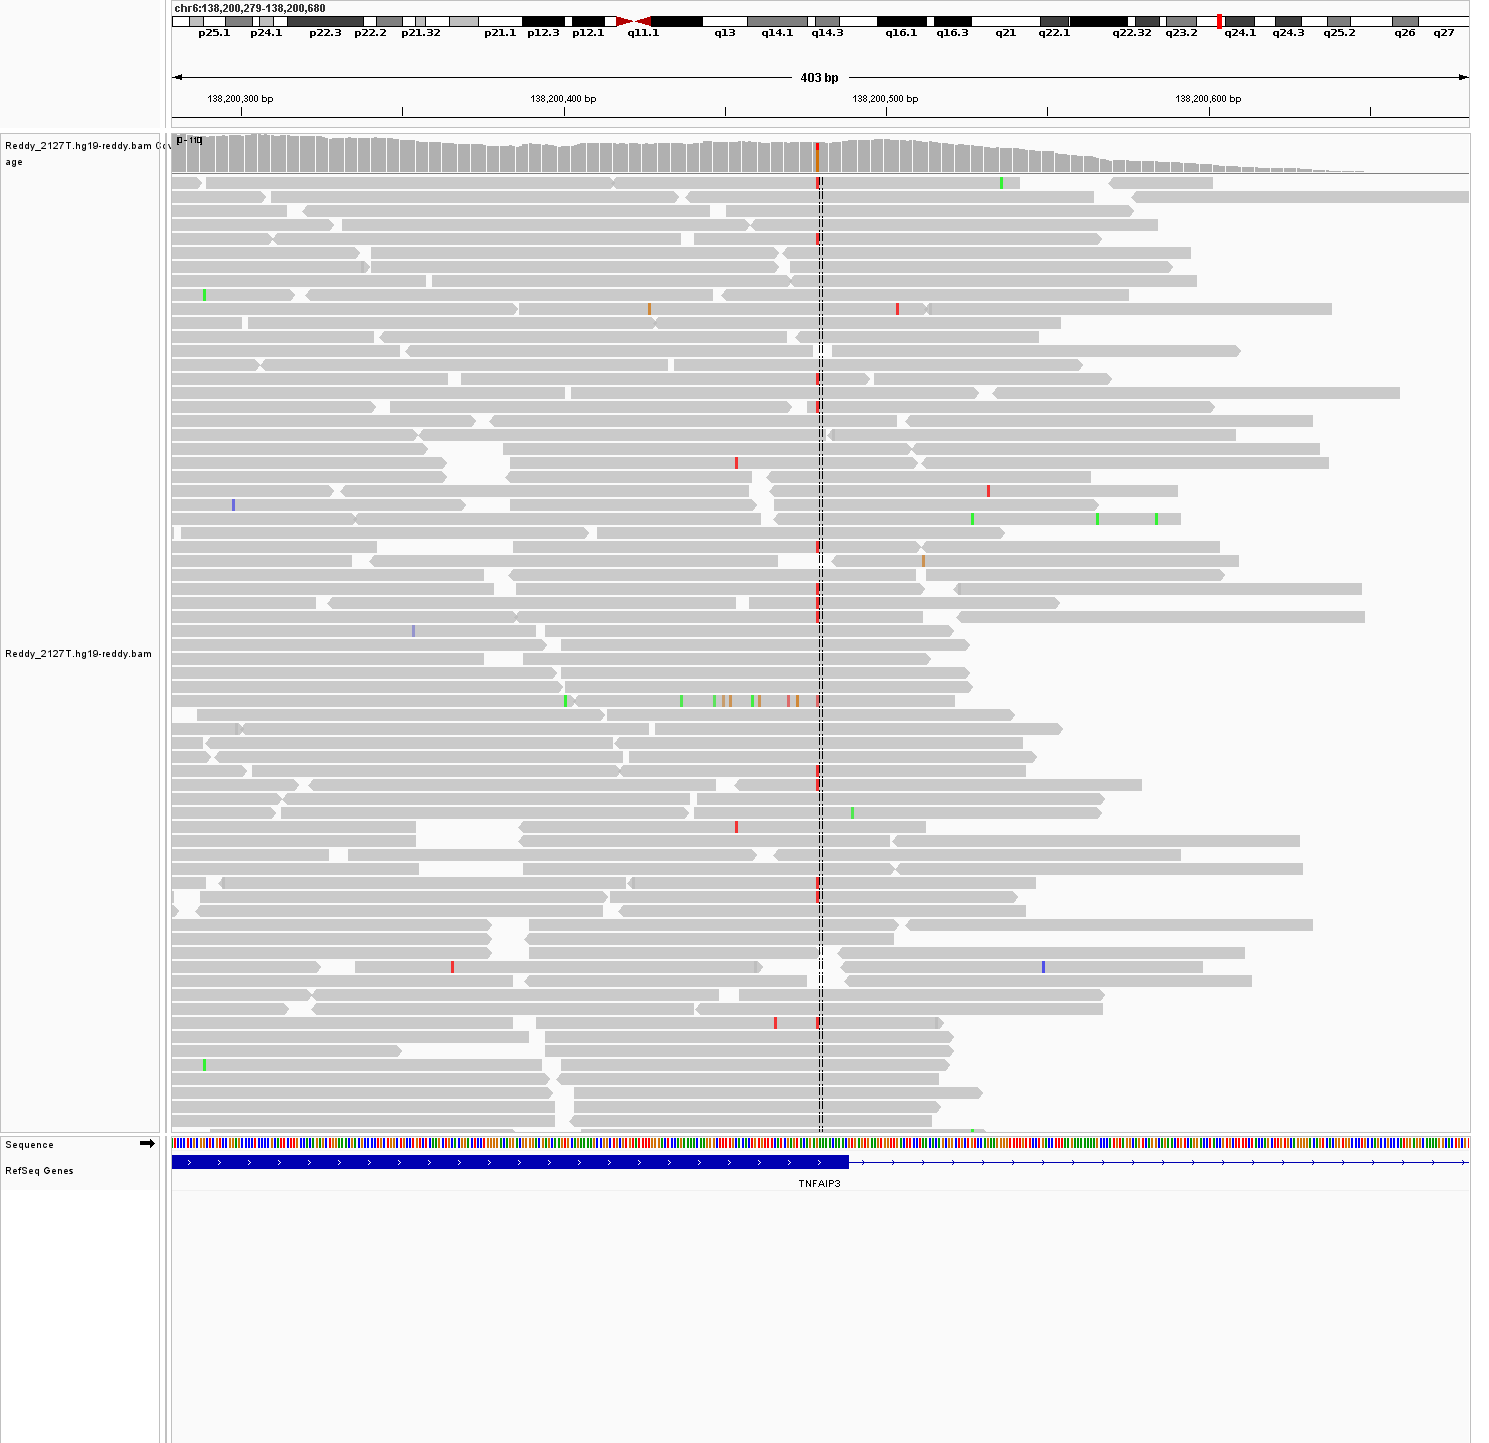 chr6:138,200,279-138,200,680
p25.1 p24.1 p22.3 p22.2 p21.32 p21.1 p12.3 p12.1 q11.1 q13 q14.1 q14.3 q16.1 q16.3 q21 q22.1 q22.32 q23.2 q24.1 q24.3 q25.2 q26 q27
403 bp
138,200,300 bp 138,200,400 bp 138,200,500 bp 138,200,600 bp
Reddy_2127T.hg19-reddy.bam Cov
age
[0 - 110]
Reddy_2127T.hg19-reddy.bam
Sequence
RefSeq Genes
TNFAIP3